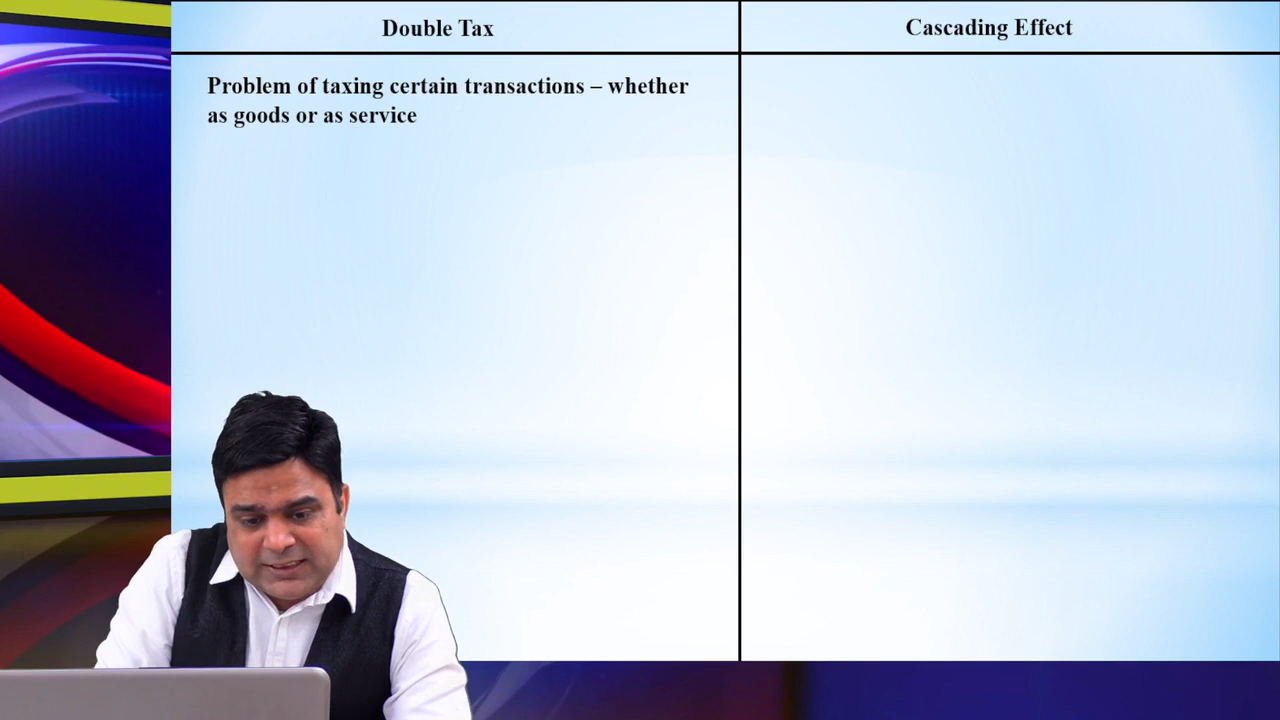 Double Tax
Cascading Effect
Problem of taxing certain transactions – whether
as goods or as service